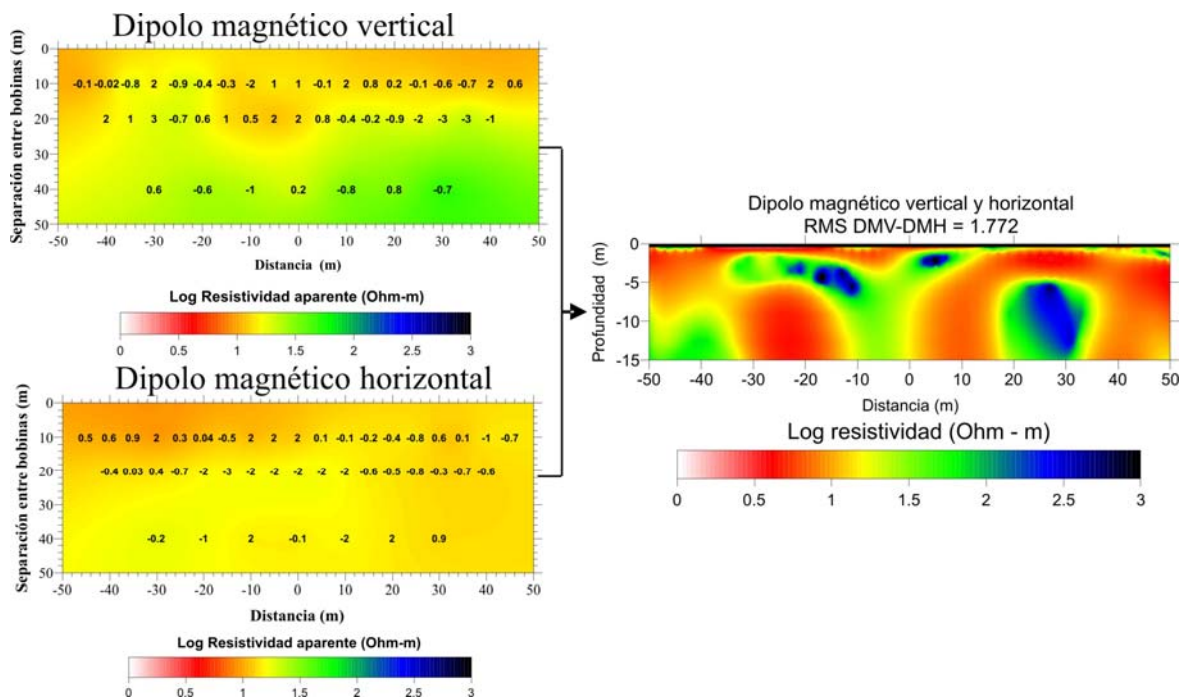 Dipolo magnético vertical
Separación entre bobinas (m)
0
10
20
30
40
50
-0.1 -0.02 -0.8 2 -0.9 -0.4 -0.3 -2 1 1 -0.1 2 0.8 0.2 -0.1 -0.6 -0.7 2 0.6
2 1 3 -0.7 0.6 1 0.5 2 2 0.8 -0.4 -0.2 -0.9 -2 -3 -3 -1
0.6 -0.6 -1 0.2 -0.8 0.8 -0.7
-50 -40 -30 -20 -10 0 10 20 30 40 50
Distancia (m)
Log Resistividad aparente (Ohm-m)
0 0.5 1 1.5 2 2.5 3
Dipolo magnético horizontal
Separación entre bobinas (m)
0
10
20
30
40
50
0.5 0.6 0.9 2 0.3 0.04 -0.5 2 2 2 0.1 -0.1 -0.2 -0.4 -0.8 0.6 0.1 -1 -0.7
-0.4 0.03 0.4 -0.7 -2 -3 -2 -2 -2 -2 -2 -0.6 -0.5 -0.8 -0.3 -0.7 -0.6
-0.2 -1 2 -0.1 -2 2 0.9
-50 -40 -30 -20 -10 0 10 20 30 40 50
Distancia (m)
Log Resistividad aparente (Ohm-m)
0 0.5 1 1.5 2 2.5 3
Dipolo magnético vertical y horizontal
RMS DMV-DMH = 1.772
Profundidad (m)
0
-5
-10
-15
-50 -40 -30 -20 -10 0 10 20 30 40 50
Distancia (m)
Log resistividad (Ohm - m)
0 0.5 1 1.5 2 2.5 3